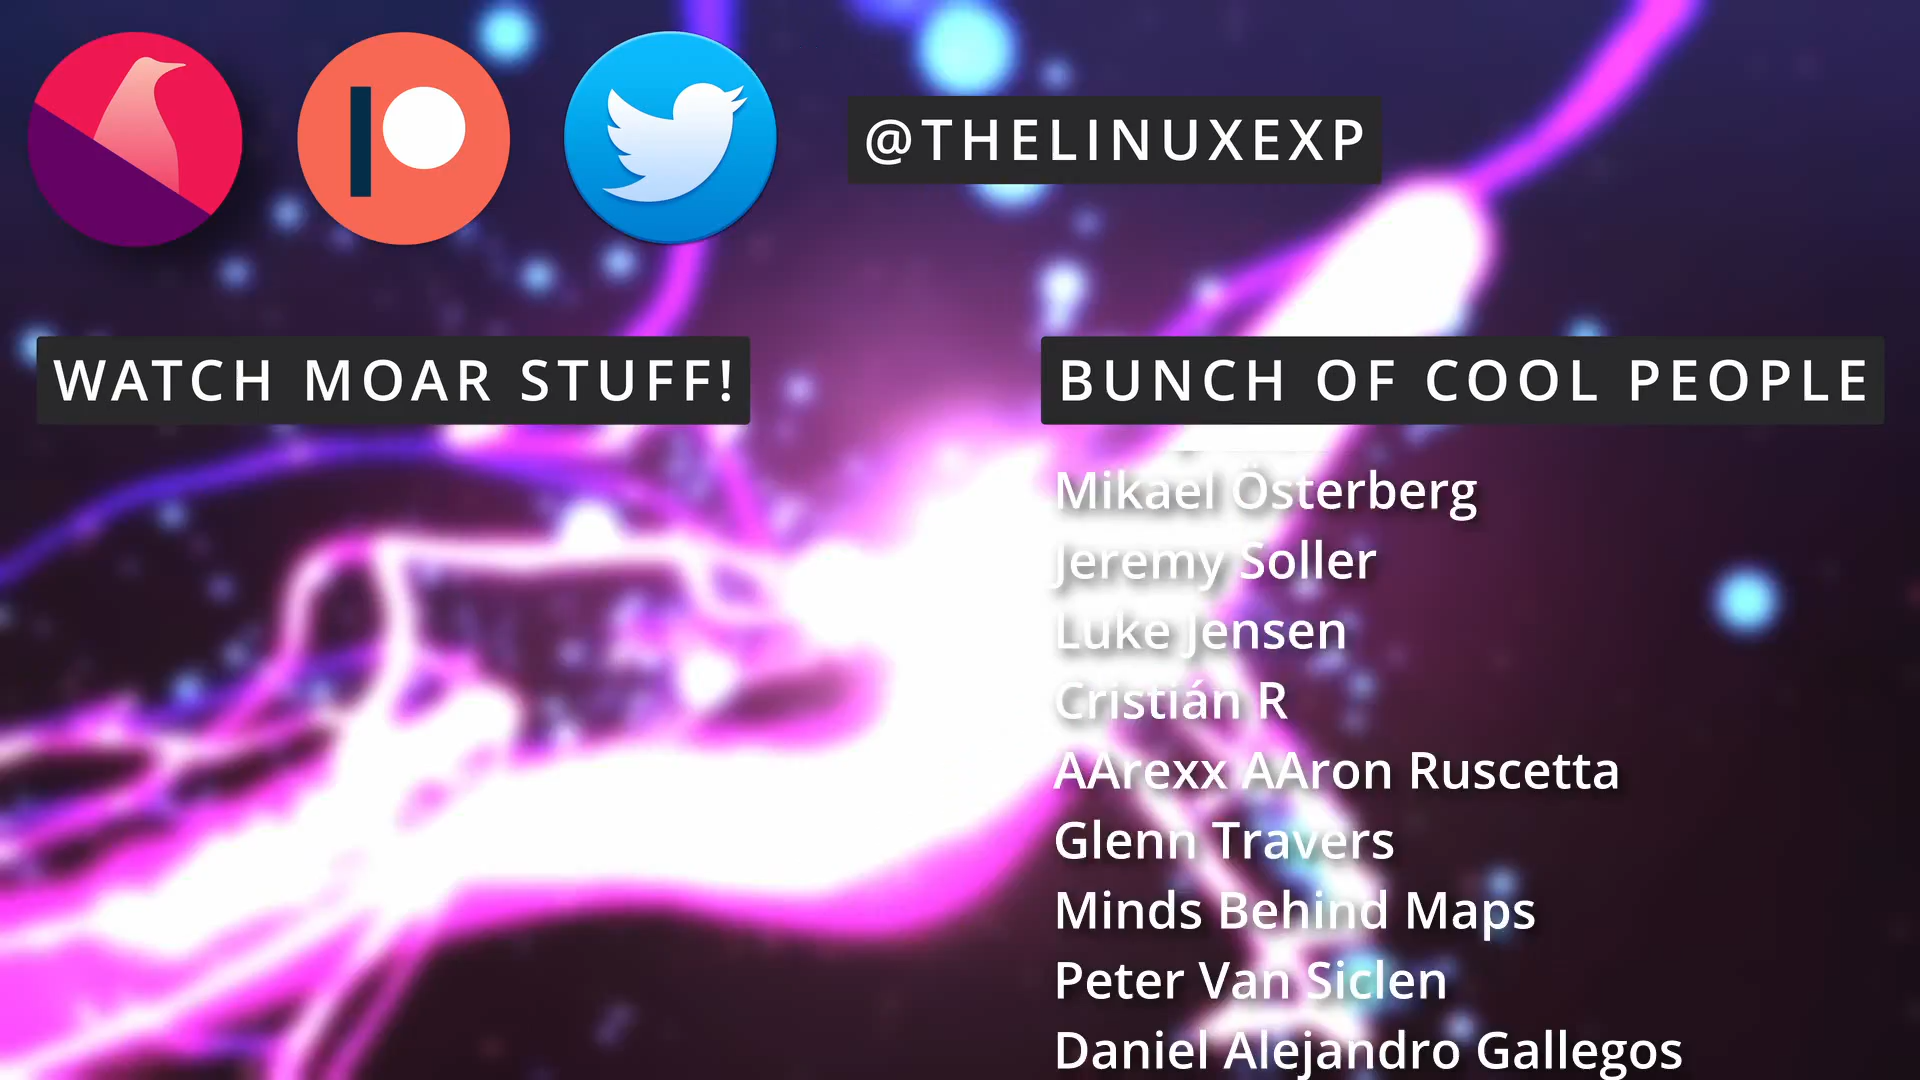 @THELINUXEXP
WATCH MOAR STUFF!
BUNCH OF COOL PEOPLE
Mikael Österberg
Jeremy Soller
Luke Jensen
Cristián R
AArexx AAron Ruscetta
Glenn Travers
Minds Behind Maps
Peter Van Siclen
Daniel Alejandro Gallegos